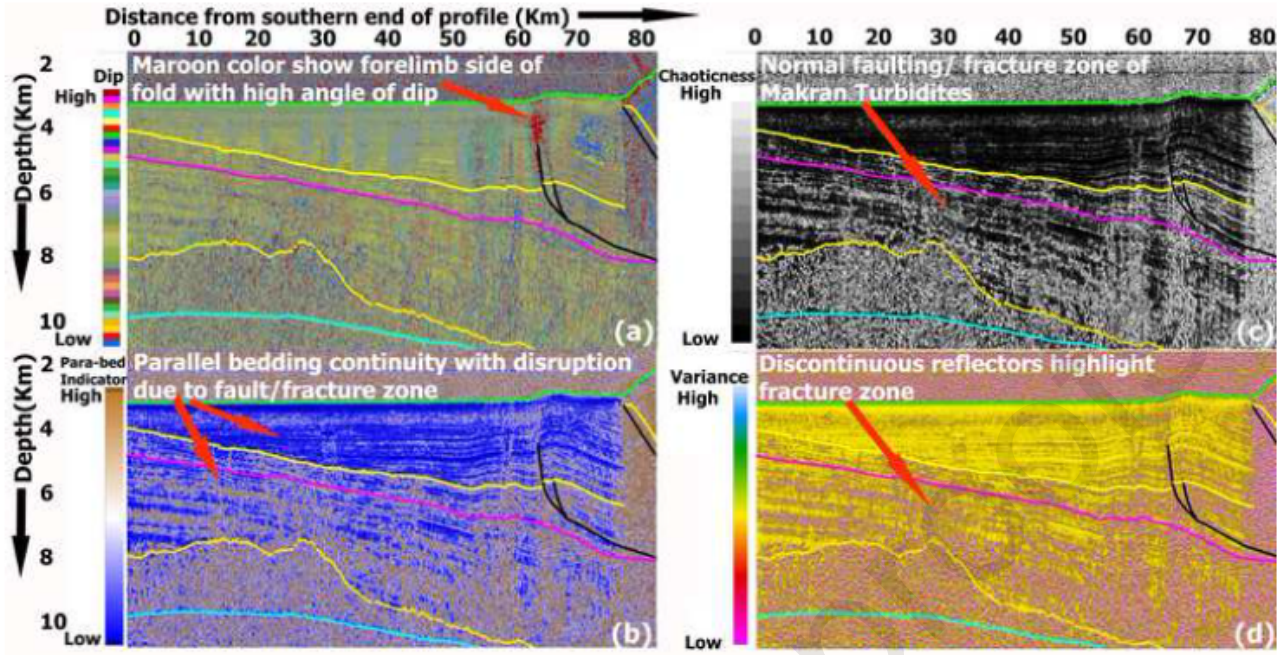 Distance from southern end of profile (Km)
0 10 20 30 40 50 60 70 80
0 10 20 30 40 50 60 70 80
2
4
6
8
10
Depth(Km)
Dip
High
Low
Maroon color show forelimb side of
fold with high angle of dip
(a)
Chaoticness
High
Low
Normal faulting/ fracture zone of
Makran Turbidites
(c)
2
4
6
8
10
Depth(Km)
Para-bed
Indicator
High
Low
Parallel bedding continuity with disruption
due to fault/fracture zone
(b)
Variance
High
Low
Discontinuous reflectors highlight
fracture zone
(d)